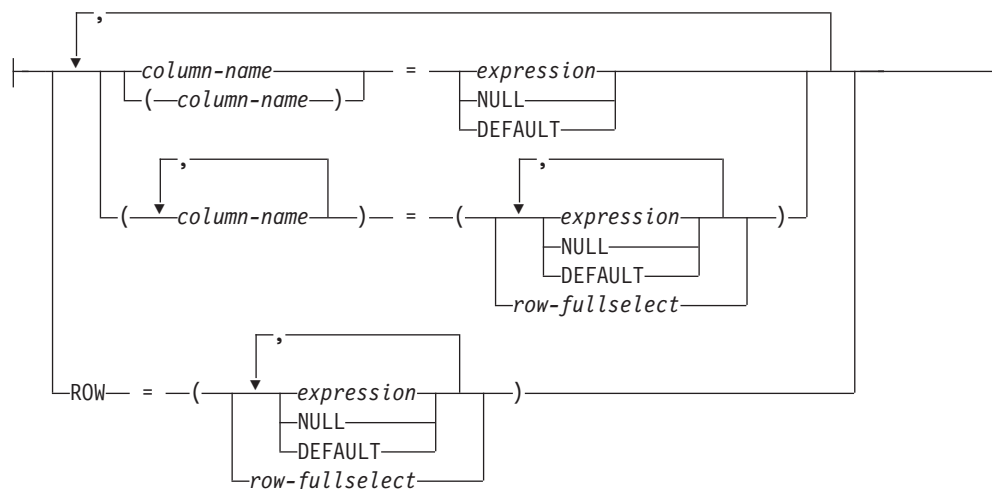 ,
column-name = expression
( column-name ) NULL
DEFAULT
, ,
( column-name ) = ( expression )
NULL
DEFAULT
row-fullselect
,
ROW = ( expression )
NULL
DEFAULT
row-fullselect